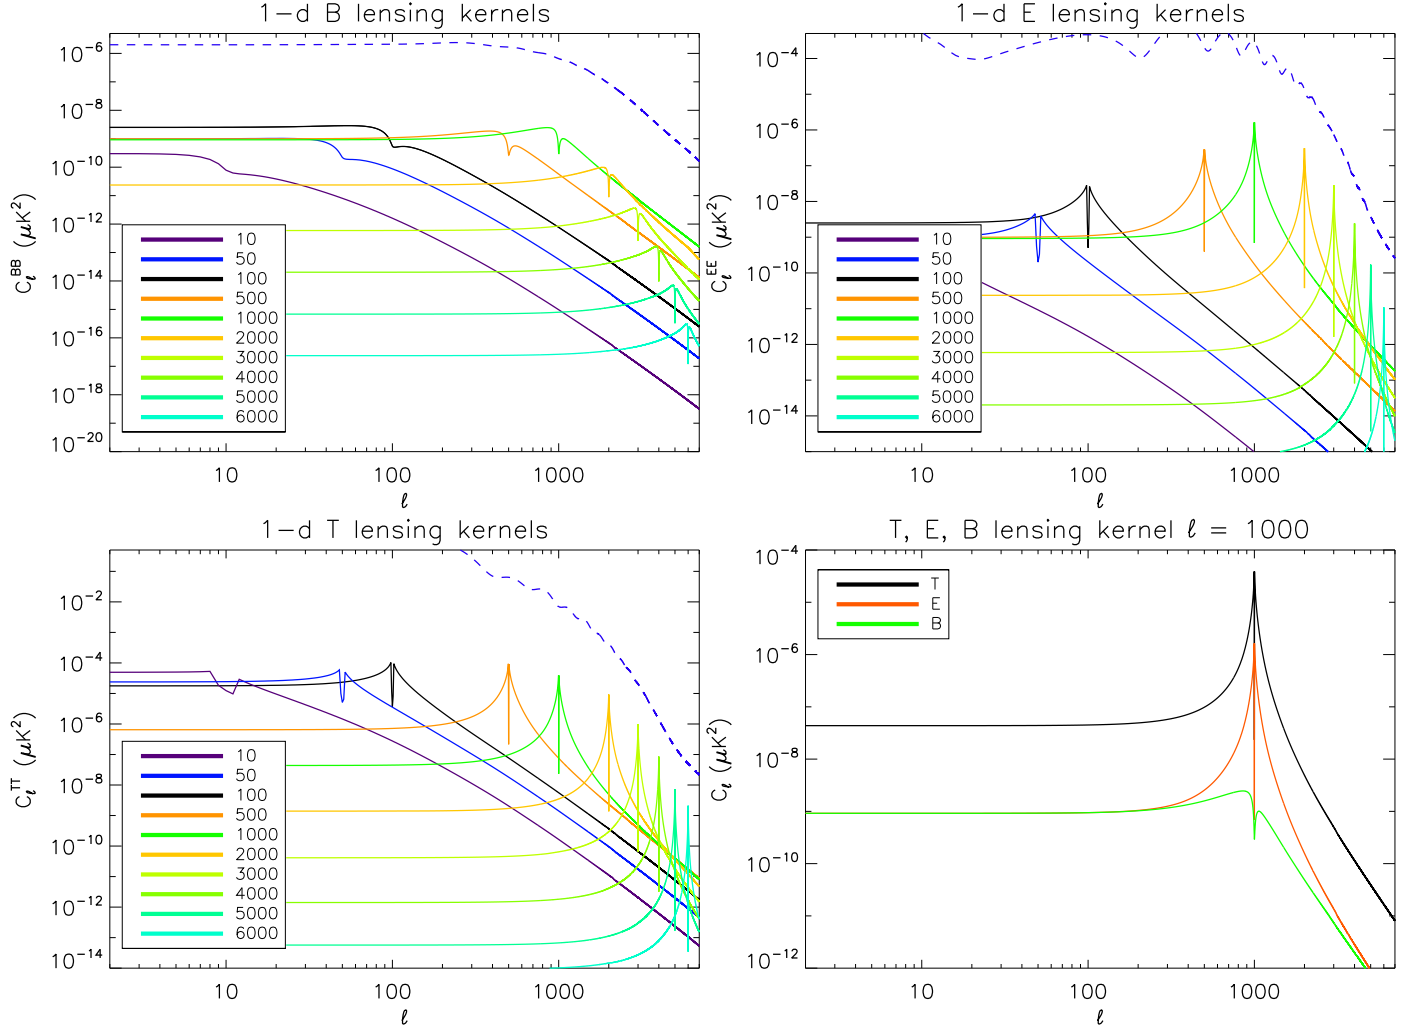 1-d B lensing kernels
10^-6
10^-8
10^-10
10^-12
10^-14
10^-16
10^-18
10^-20
C_ℓ^BB (μK^2)
10
50
100
500
1000
2000
3000
4000
5000
6000
10 100 1000
ℓ
1-d E lensing kernels
10^-4
10^-6
10^-8
10^-10
10^-12
10^-14
C_ℓ^EE (μK^2)
10
50
100
500
1000
2000
3000
4000
5000
6000
10 100 1000
ℓ
1-d T lensing kernels
10^-2
10^-4
10^-6
10^-8
10^-10
10^-12
10^-14
C_ℓ^TT (μK^2)
10
50
100
500
1000
2000
3000
4000
5000
6000
10 100 1000
ℓ
T, E, B lensing kernel ℓ = 1000
10^-4
10^-6
10^-8
10^-10
10^-12
C_ℓ (μK^2)
T
E
B
10 100 1000
ℓ